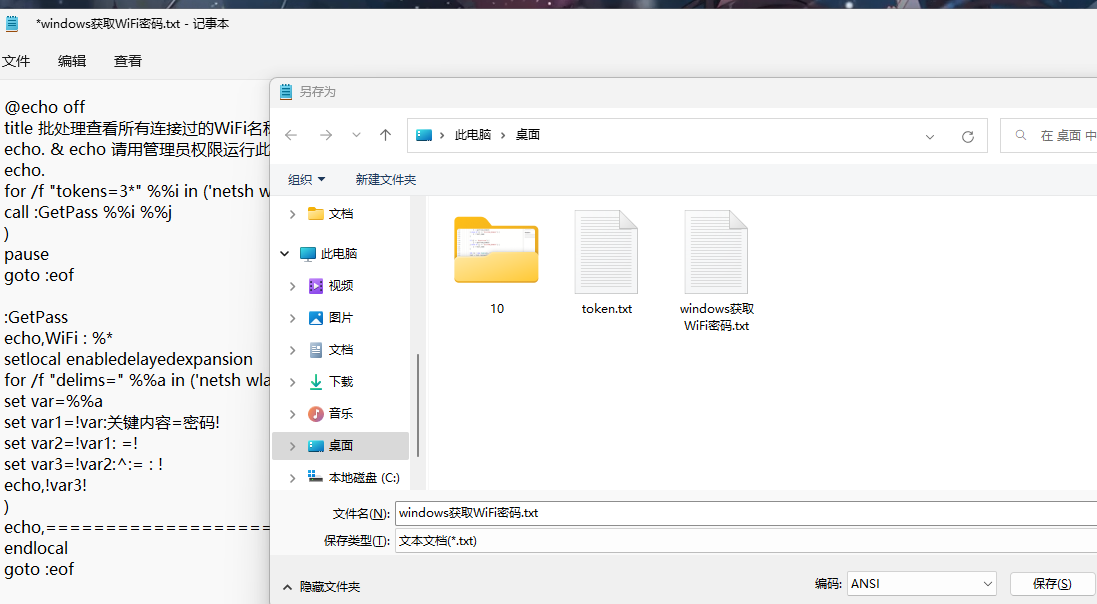 *windows获取WiFi密码.txt - 记事本
文件 编辑 查看
@echo off
title 批处理查看所有连接过的WiFi名
echo. & echo 请用管理员权限运行此
echo.
for /f "tokens=3*" %%i in ('netsh w
call :GetPass %%i %%j
)
pause
goto :eof
:GetPass
echo,WiFi : %*
setlocal enabledelayedexpansion
for /f "delims=" %%a in ('netsh wla
set var=%%a
set var1=!var:关键内容=密码!
set var2=!var1: =!
set var3=!var2:^:= : !
echo,!var3!
)
echo,===================
endlocal
goto :eof
另存为
此电脑 › 桌面
在 桌面 中
组织 新建文件夹
文档
此电脑
视频
图片
文档
下载
音乐
桌面
本地磁盘 (C:)
10
token.txt
windows获取
WiFi密码.txt
文件名(N): windows获取WiFi密码.txt
保存类型(T): 文本文档(*.txt)
隐藏文件夹
编码: ANSI
保存(S)